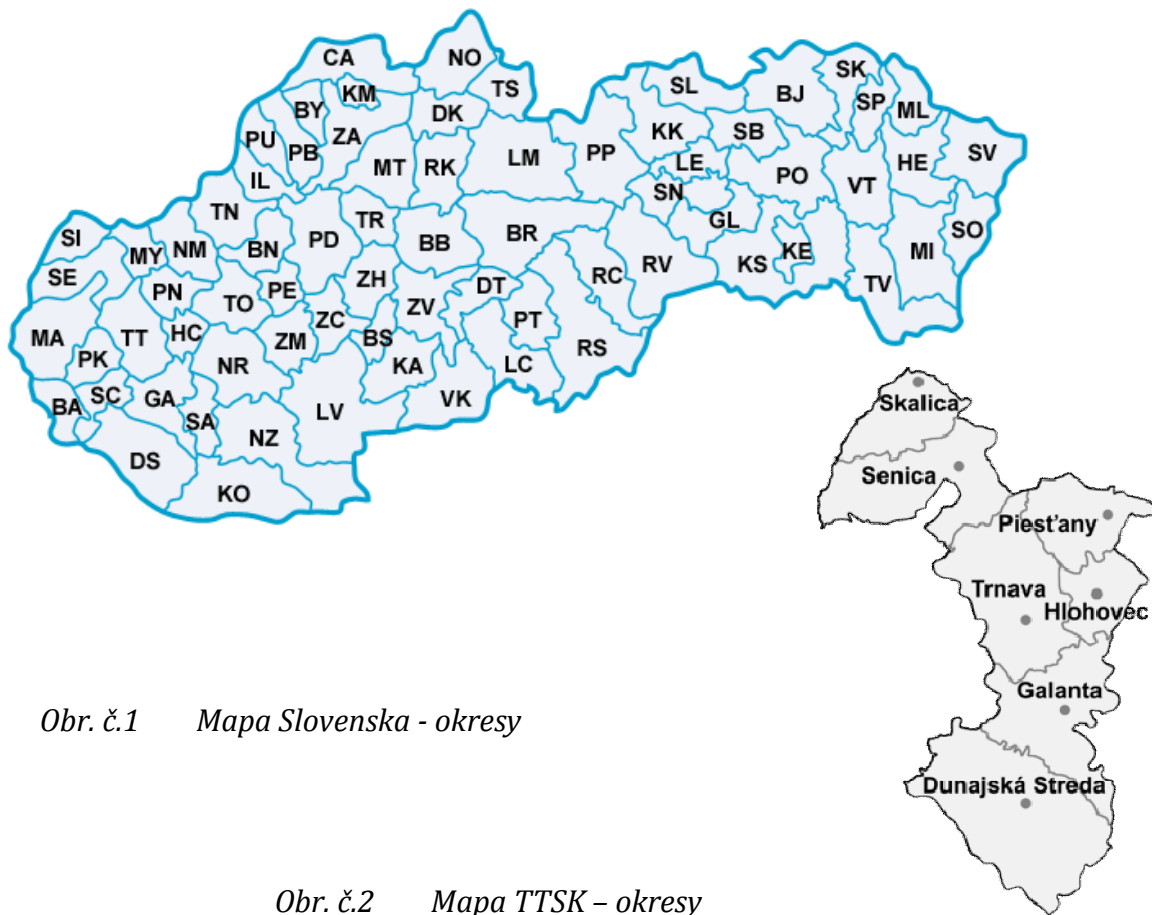 CA
NO
KM
TS
SL
SK
BJ
SP
ML
BY
DK
PU
ZA
KK
SB
PB
MT
RK
LM
PP
LE
HE
SV
IL
SN
PO
VT
TN
TR
GL
SI
MY
NM
BN
PD
BB
BR
SO
SE
ZH
RC
RV
KS
KE
MI
PN
TO
PE
DT
TV
MA
TT
HC
ZM
ZC
BS
ZV
PT
RS
PK
NR
KA
LC
BA
SC
GA
SA
LV
VK
DS
NZ
KO
Skalica
Senica
Piesťany
Trnava
Hlohovec
Galanta
Dunajská Streda
Obr. č.1 Mapa Slovenska - okresy
Obr. č.2 Mapa TTSK – okresy